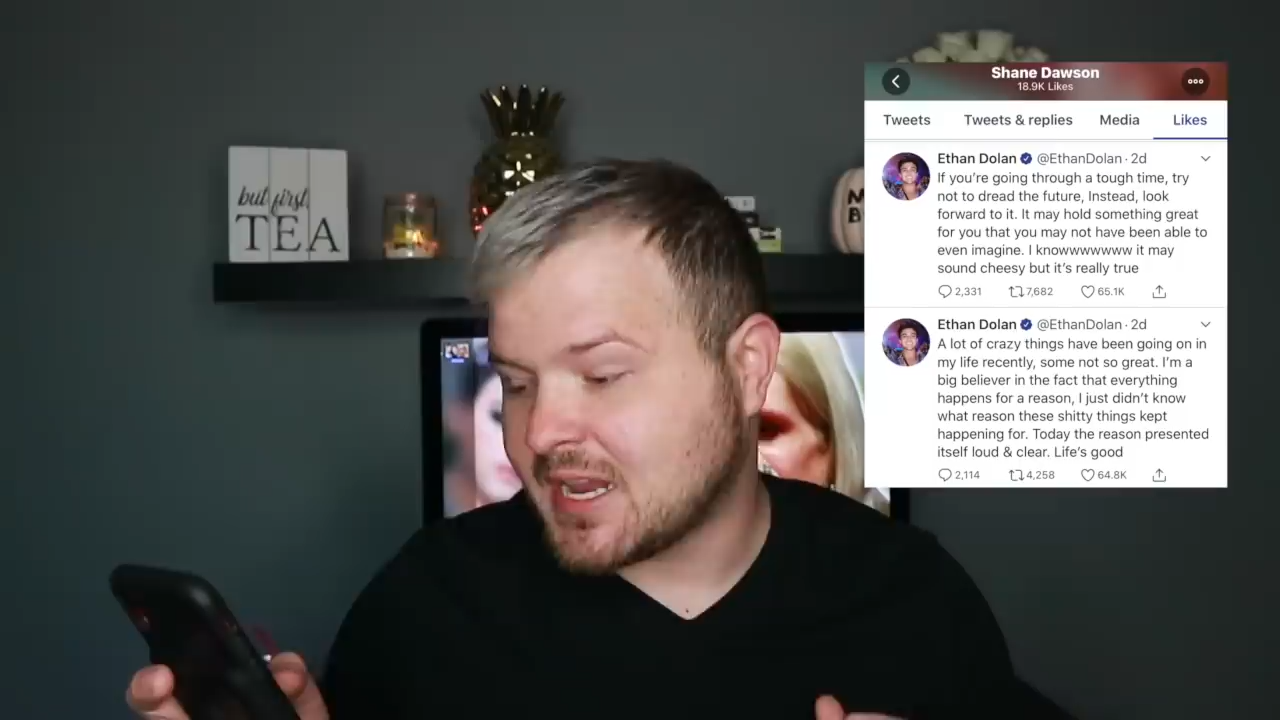 but first,
TEA
M
B
Shane Dawson
18.9K Likes
Tweets Tweets & replies Media Likes
Ethan Dolan @EthanDolan · 2d
If you're going through a tough time, try
not to dread the future, Instead, look
forward to it. It may hold something great
for you that you may not have been able to
even imagine. I knowwwwwww it may
sound cheesy but it's really true
2,331 7,682 65.1K
Ethan Dolan @EthanDolan · 2d
A lot of crazy things have been going on in
my life recently, some not so great. I'm a
big believer in the fact that everything
happens for a reason, I just didn't know
what reason these shitty things kept
happening for. Today the reason presented
itself loud & clear. Life's good
2,114 4,258 64.8K